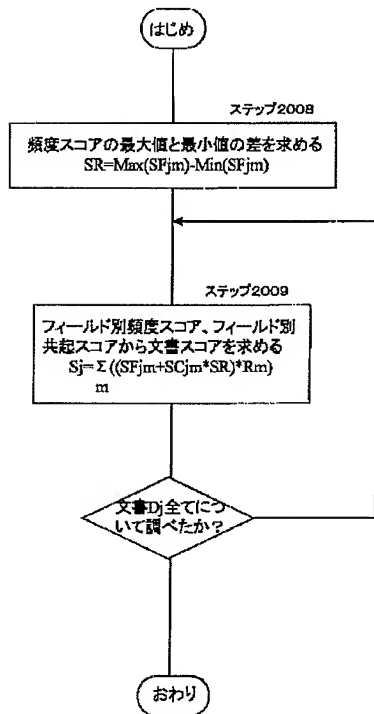 はじめ
ステップ2008
頻度スコアの最大値と最小値の差を求める
SR=Max(SFjm)-Min(SFjm)
ステップ2009
フィールド別頻度スコア、フィールド別
共起スコアから文書スコアを求める
Sj=Σ((SFjm+SCjm*SR)*Rm)
m
文書Dj全てにつ
いて調べたか？
おわり